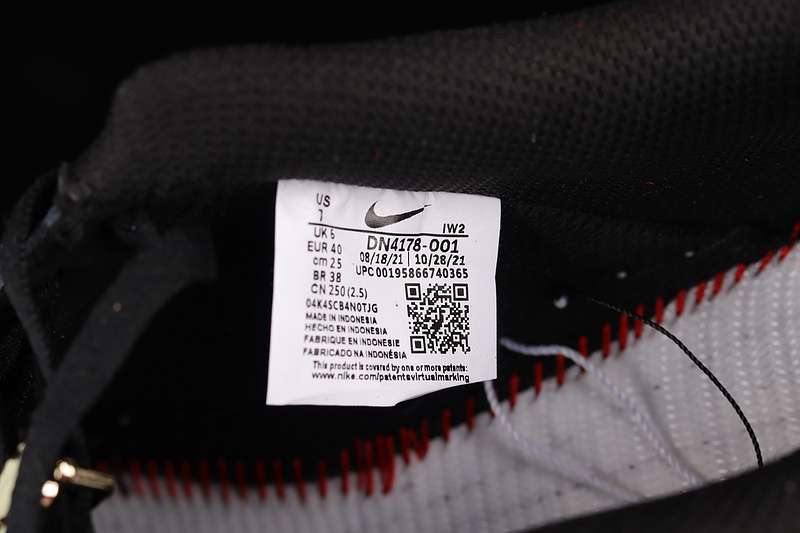 US
7
IW2
UK 6
DN4178-001
EUR 40
08/18/21 | 10/28/21
cm 25
UPC 00195866740365
BR 38
CN 250 (2.5)
04K4SCB4N0TJG
MADE IN INDONESIA
HECHO EN INDONESIA
FABRIQUE EN INDONESIE
FABRICADO NA INDONÉSIA
This product is covered by one or more patents:
www.nike.com/patentsvirtualmarking